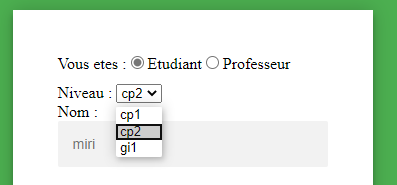 Vous etes : Etudiant Professeur
Niveau : cp2
Nom :
cp1
cp2
gi1
miri